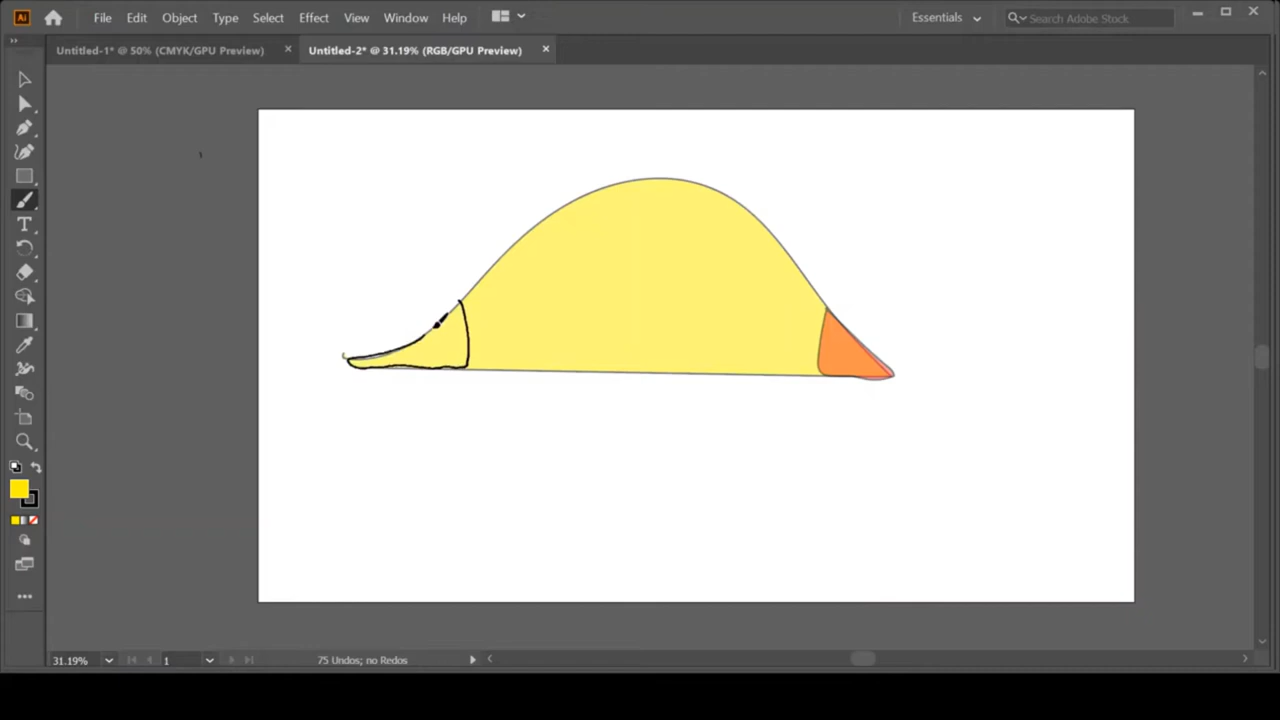 Ai File Edit Object Type Select Effect View Window Help Essentials Search Adobe Stock
Untitled-1* @ 50% (CMYK/GPU Preview) Untitled-2* @ 31.19% (RGB/GPU Preview)
T
31.19% 1 75 Undos; no Redos